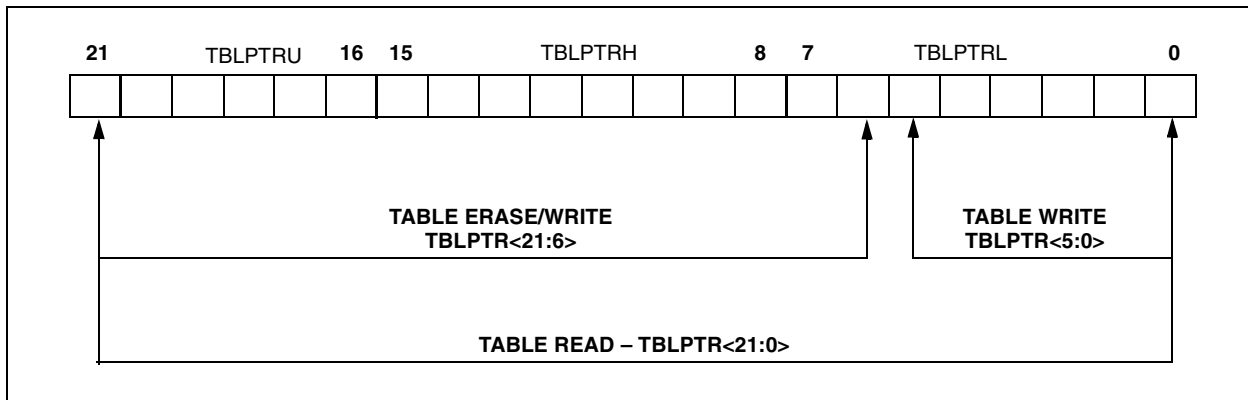 21 TBLPTRU 16 15 TBLPTRH 8 7 TBLPTRL 0
TABLE ERASE/WRITE
TBLPTR<21:6>
TABLE WRITE
TBLPTR<5:0>
TABLE READ – TBLPTR<21:0>